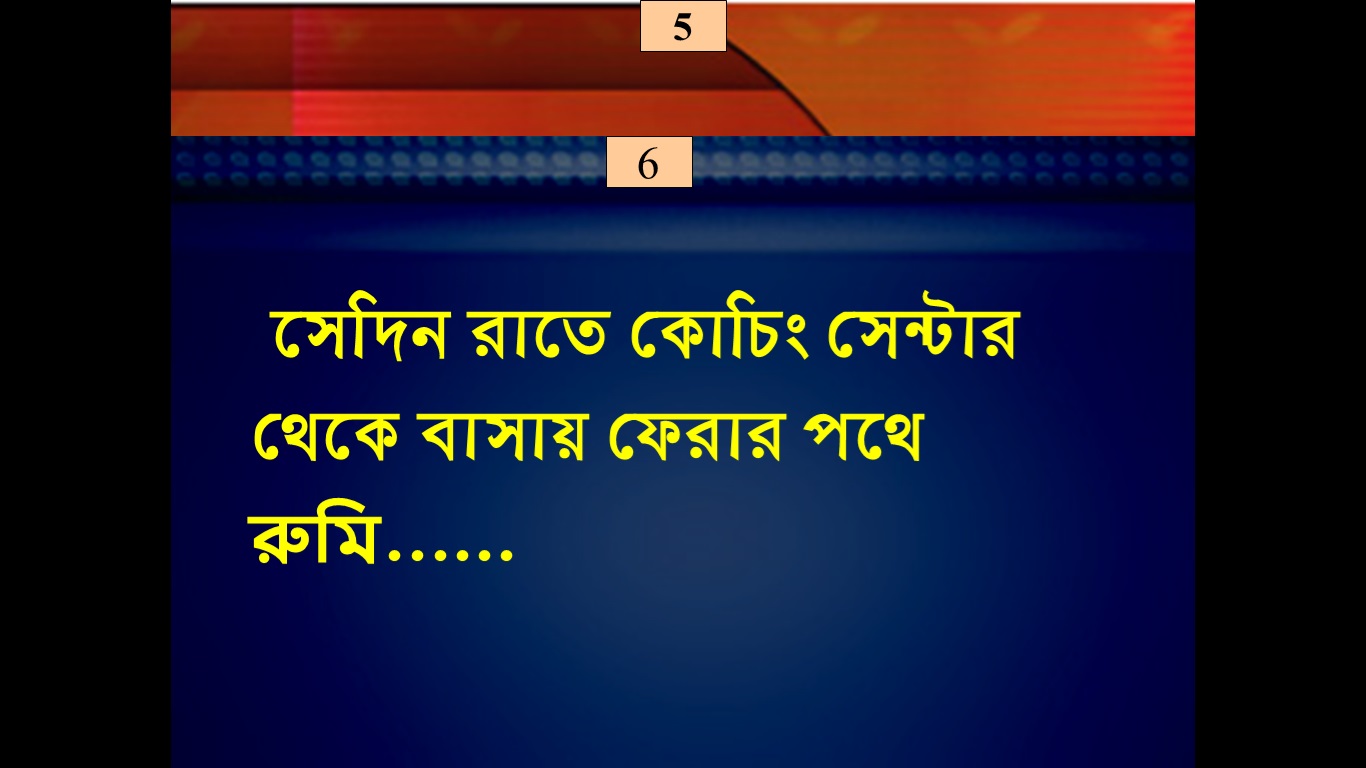 5
6
সেদিন রাতে কোচিং সেন্টার
থেকে বাসায় ফেরার পথে
রুমি......